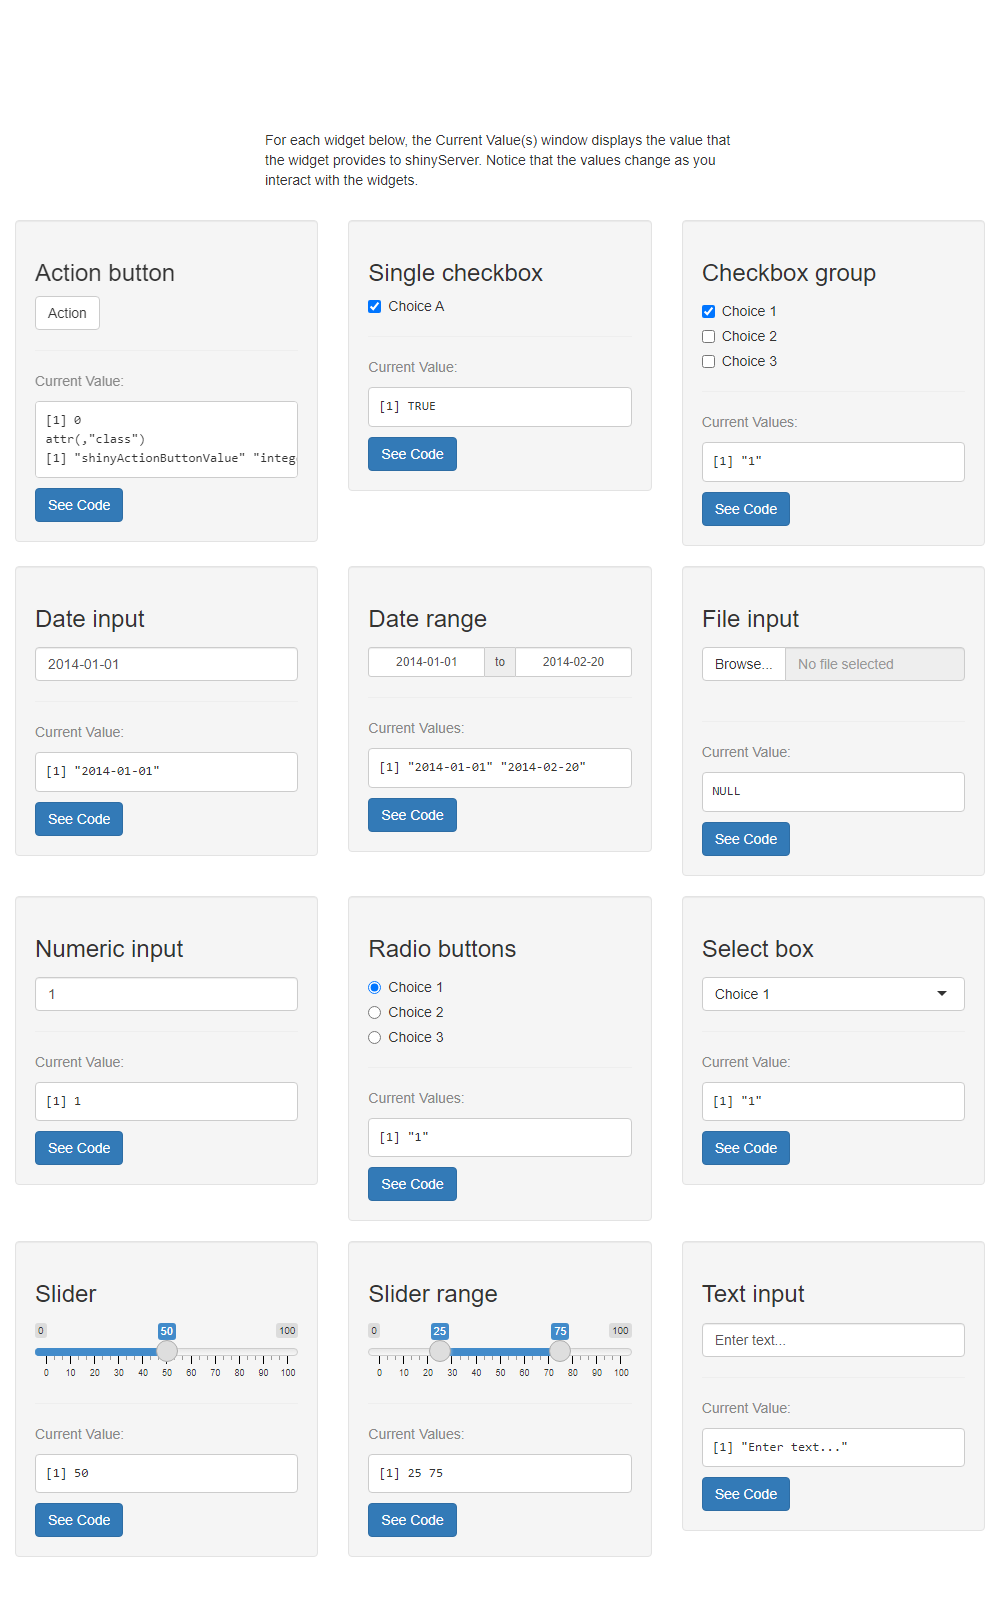 For each widget below, the Current Value(s) window displays the value that
the widget provides to shinyServer. Notice that the values change as you
interact with the widgets.
Action button
Action
Current Value:
[1] 0
attr(,"class")
[1] "shinyActionButtonValue" "integ
See Code
Single checkbox
Choice A
Current Value:
[1] TRUE
See Code
Checkbox group
Choice 1
Choice 2
Choice 3
Current Values:
[1] "1"
See Code
Date input
2014-01-01
Current Value:
[1] "2014-01-01"
See Code
Date range
2014-01-01 to 2014-02-20
Current Values:
[1] "2014-01-01" "2014-02-20"
See Code
File input
Browse... No file selected
Current Value:
NULL
See Code
Numeric input
1
Current Value:
[1] 1
See Code
Radio buttons
Choice 1
Choice 2
Choice 3
Current Values:
[1] "1"
See Code
Select box
Choice 1
Current Value:
[1] "1"
See Code
Slider
0 50 100
0 10 20 30 40 50 60 70 80 90 100
Current Value:
[1] 50
See Code
Slider range
0 25 75 100
0 10 20 30 40 50 60 70 80 90 100
Current Values:
[1] 25 75
See Code
Text input
Enter text...
Current Value:
[1] "Enter text..."
See Code